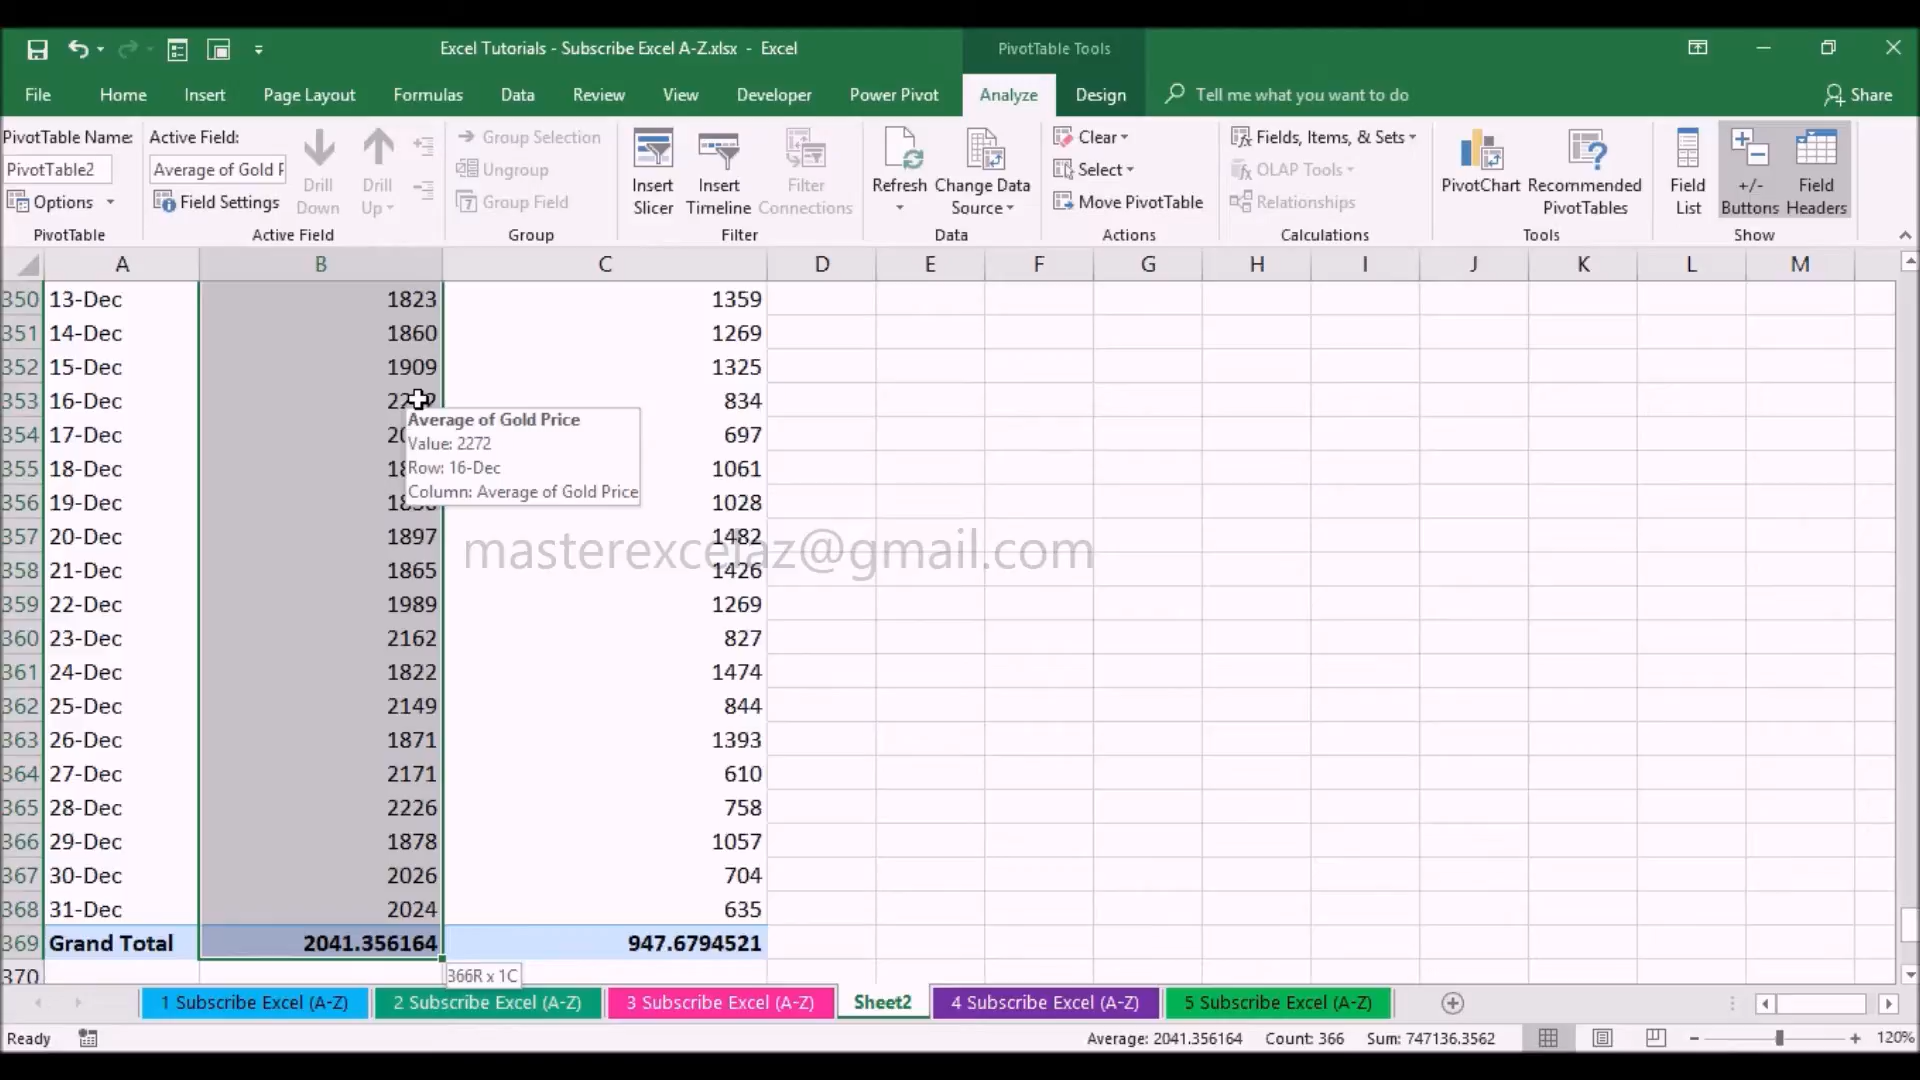 Excel Tutorials - Subscribe Excel A-Z.xlsx - Excel
PivotTable Tools
File Home Insert Page Layout Formulas Data Review View Developer Power Pivot Analyze Design Tell me what you want to do Share
PivotTable Name:
PivotTable2
Options
PivotTable
Active Field:
Average of Gold P
Field Settings
Drill Down
Drill Up
Active Field
Group Selection
Ungroup
Group Field
Group
Insert Slicer
Insert Timeline
Filter Connections
Filter
Refresh
Change Data Source
Data
Clear
Select
Move PivotTable
Actions
Fields, Items, & Sets
OLAP Tools
Relationships
Calculations
PivotChart
Recommended PivotTables
Tools
Field List
+/- Buttons
Field Headers
Show
A B C D E F G H I J K L M
350 13-Dec 1823 1359
351 14-Dec 1860 1269
352 15-Dec 1909 1325
353 16-Dec 834
354 17-Dec 697
355 18-Dec 1061
356 19-Dec 1028
357 20-Dec 1897 1482
358 21-Dec 1865 1426
359 22-Dec 1989 1269
360 23-Dec 2162 827
361 24-Dec 1822 1474
362 25-Dec 2149 844
363 26-Dec 1871 1393
364 27-Dec 2171 610
365 28-Dec 2226 758
366 29-Dec 1878 1057
367 30-Dec 2026 704
368 31-Dec 2024 635
369 Grand Total 2041.356164 947.6794521
370
Average of Gold Price
Value: 2272
Row: 16-Dec
Column: Average of Gold Price
masterexcelaz@gmail.com
366R x 1C
1 Subscribe Excel (A-Z) 2 Subscribe Excel (A-Z) 3 Subscribe Excel (A-Z) Sheet2 4 Subscribe Excel (A-Z) 5 Subscribe Excel (A-Z)
Ready Average: 2041.356164 Count: 366 Sum: 747136.3562 120%